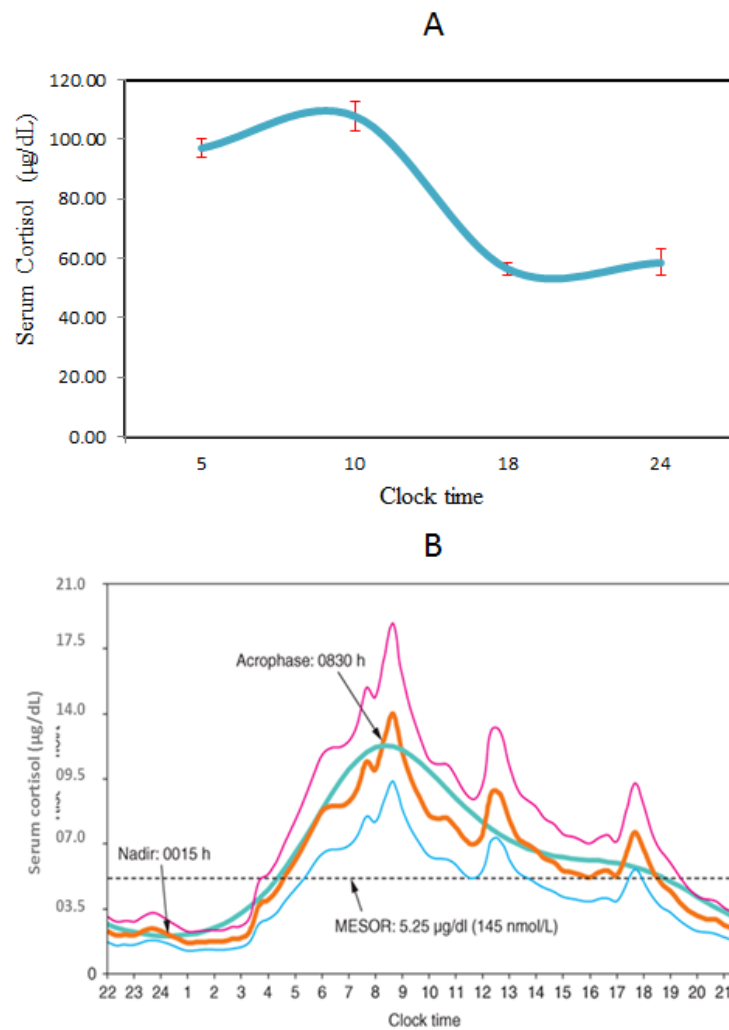 A
Serum Cortisol (µg/dL)
120.00
100.00
80.00
60.00
40.00
20.00
0.00
5 10 18 24
Clock time
B
Serum cortisol (µg/dL)
21.0
17.5
14.0
09.5
07.0
03.5
0
Acrophase: 0830 h
Nadir: 0015 h
MESOR: 5.25 µg/dl (145 nmol/L)
22 23 24 1 2 3 4 5 6 7 8 9 10 11 12 13 14 15 16 17 18 19 20 21
Clock time